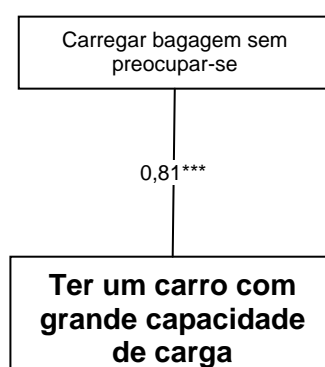 Carregar bagagem sem
preocupar-se
0,81***
Ter um carro com
grande capacidade
de carga